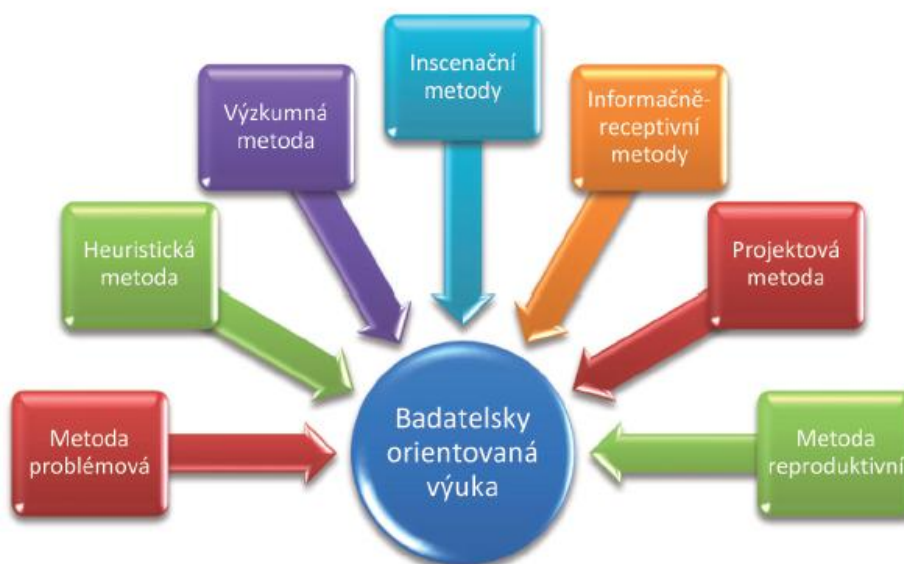 Metoda
problémová
Heuristická
metoda
Výzkumná
metoda
Inscenační
metody
Informačně-
receptivní
metody
Projektová
metoda
Metoda
reproduktivní
Badatelsky
orientovaná
výuka